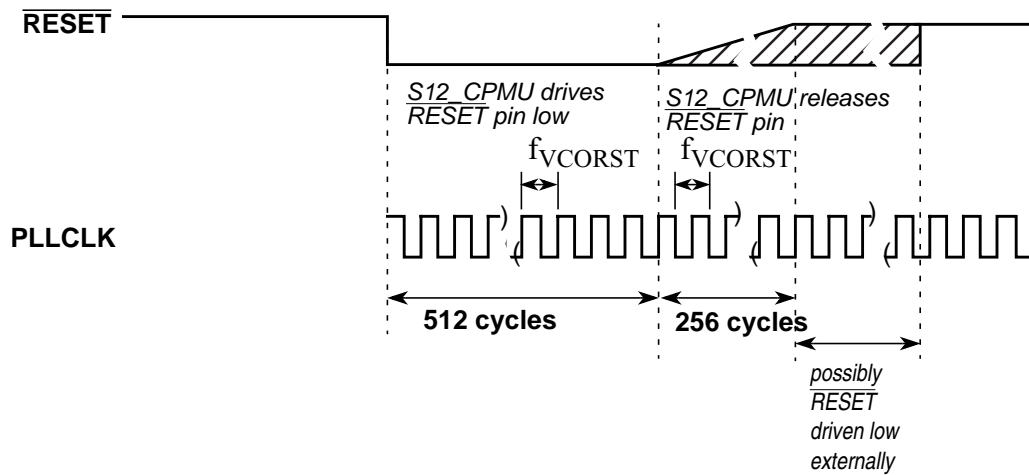 RESET
S12_CPMU drives
RESET pin low
S12_CPMU releases
RESET pin
fVCORST
fVCORST
PLLCLK
512 cycles
256 cycles
possibly
RESET
driven low
externally